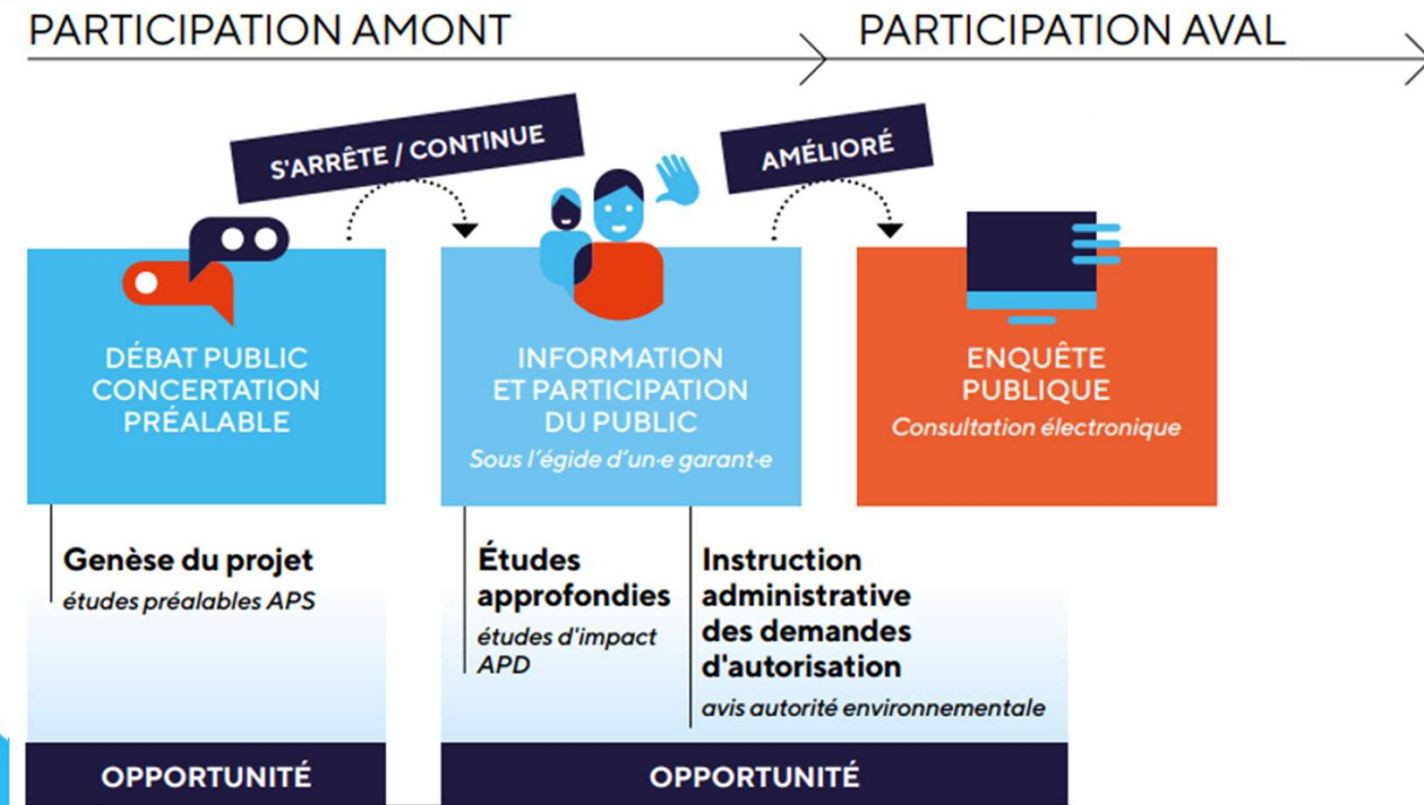 PARTICIPATION AMONT
PARTICIPATION AVAL
S'ARRÊTE / CONTINUE
AMÉLIORÉ
DÉBAT PUBLIC
CONCERTATION
PRÉALABLE
INFORMATION
ET PARTICIPATION
DU PUBLIC
Sous l'égide d'un·e garant·e
ENQUÊTE
PUBLIQUE
Consultation électronique
Genèse du projet
études préalables APS
Études
approfondies
études d'impact
APD
Instruction
administrative
des demandes
d'autorisation
avis autorité environnementale
OPPORTUNITÉ
OPPORTUNITÉ